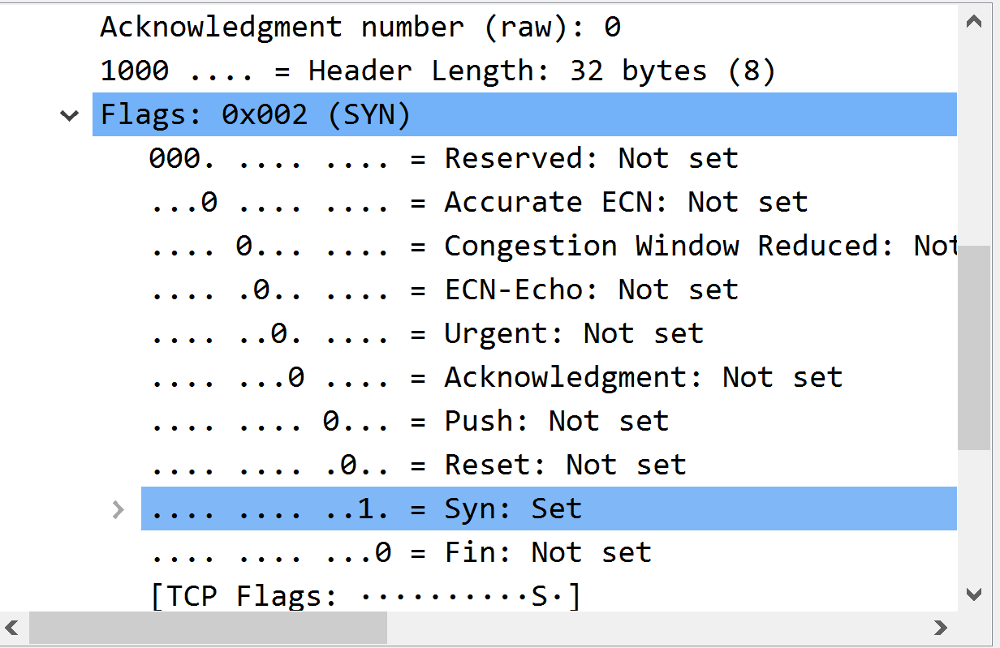 Acknowledgment number (raw): 0
1000 .... = Header Length: 32 bytes (8)
Flags: 0x002 (SYN)
000. .... .... = Reserved: Not set
...0 .... .... = Accurate ECN: Not set
.... 0... .... = Congestion Window Reduced: Not
.... .0.. .... = ECN-Echo: Not set
.... ..0. .... = Urgent: Not set
.... ...0 .... = Acknowledgment: Not set
.... .... 0... = Push: Not set
.... .... .0.. = Reset: Not set
.... .... ..1. = Syn: Set
.... .... ...0 = Fin: Not set
[TCP Flags: ··········S·]